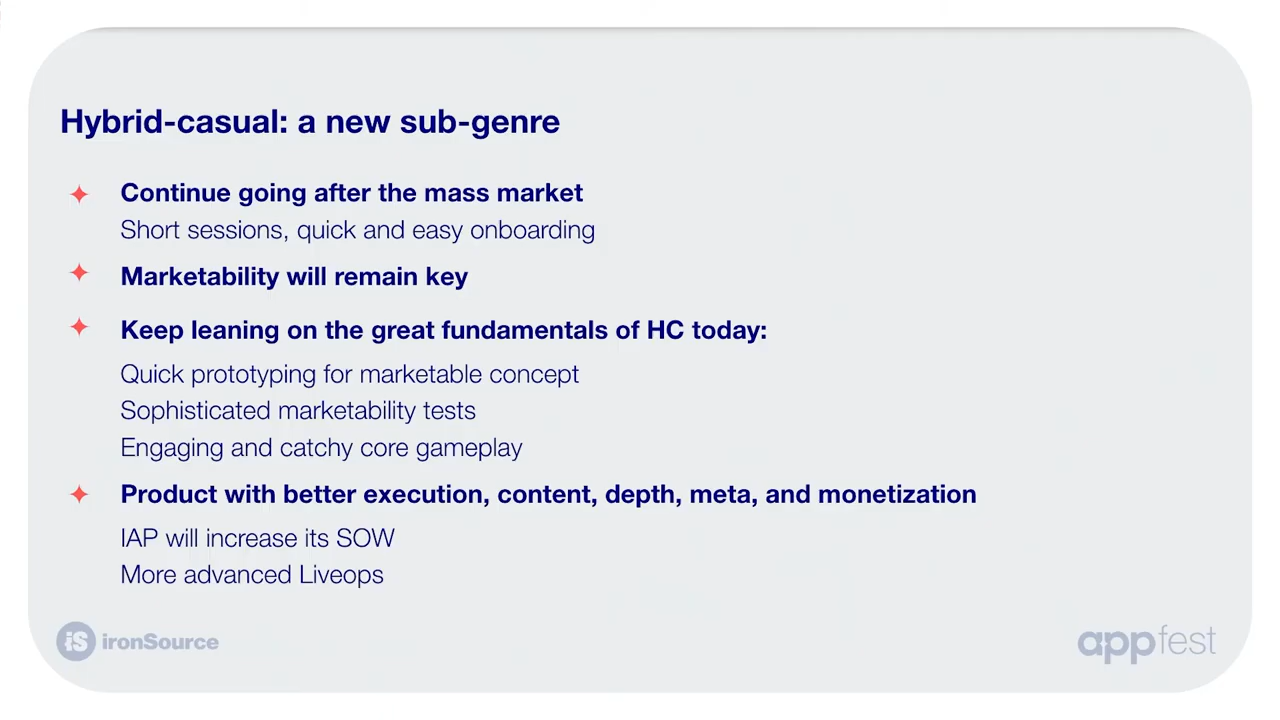 Hybrid-casual: a new sub-genre
Continue going after the mass market
Short sessions, quick and easy onboarding
Marketability will remain key
Keep leaning on the great fundamentals of HC today:
Quick prototyping for marketable concept
Sophisticated marketability tests
Engaging and catchy core gameplay
Product with better execution, content, depth, meta, and monetization
IAP will increase its SOW
More advanced Liveops
iS ironSource
appfest